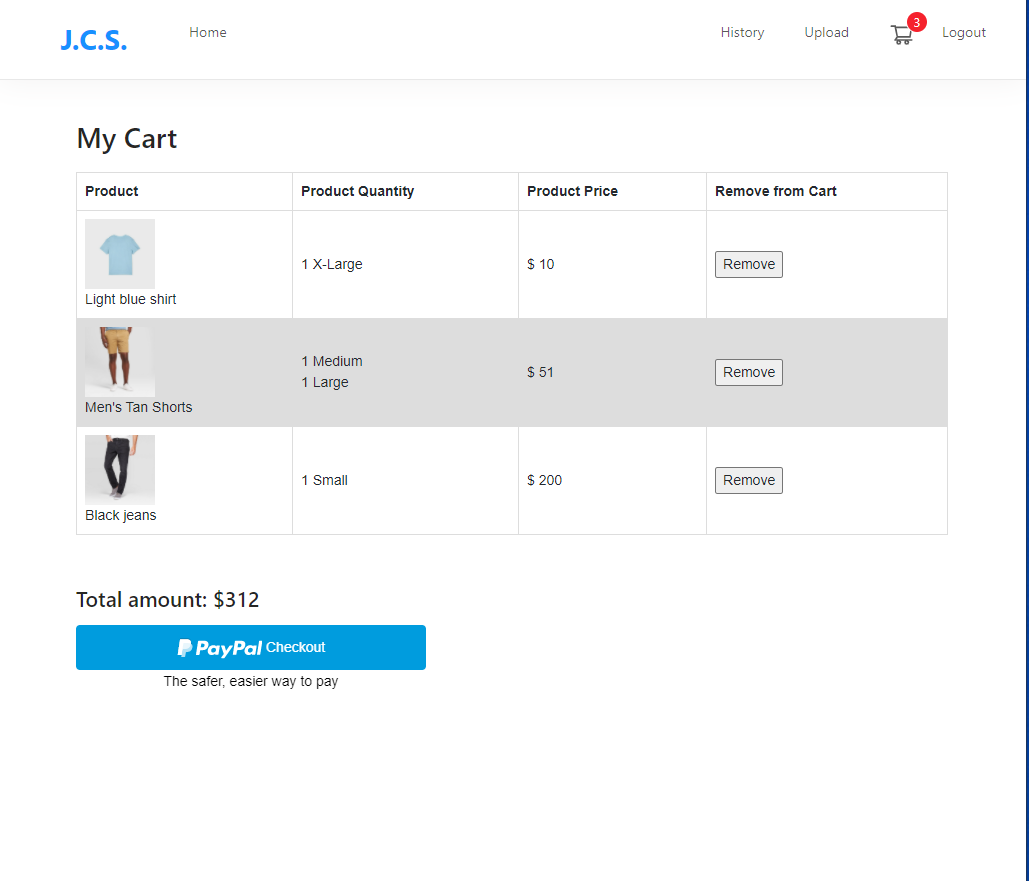 J.C.S.
Home
History
Upload
3
Logout
My Cart
Product
Product Quantity
Product Price
Remove from Cart
Light blue shirt
1 X-Large
$ 10
Remove
Men's Tan Shorts
1 Medium
1 Large
$ 51
Remove
Black jeans
1 Small
$ 200
Remove
Total amount: $312
PayPal Checkout
The safer, easier way to pay